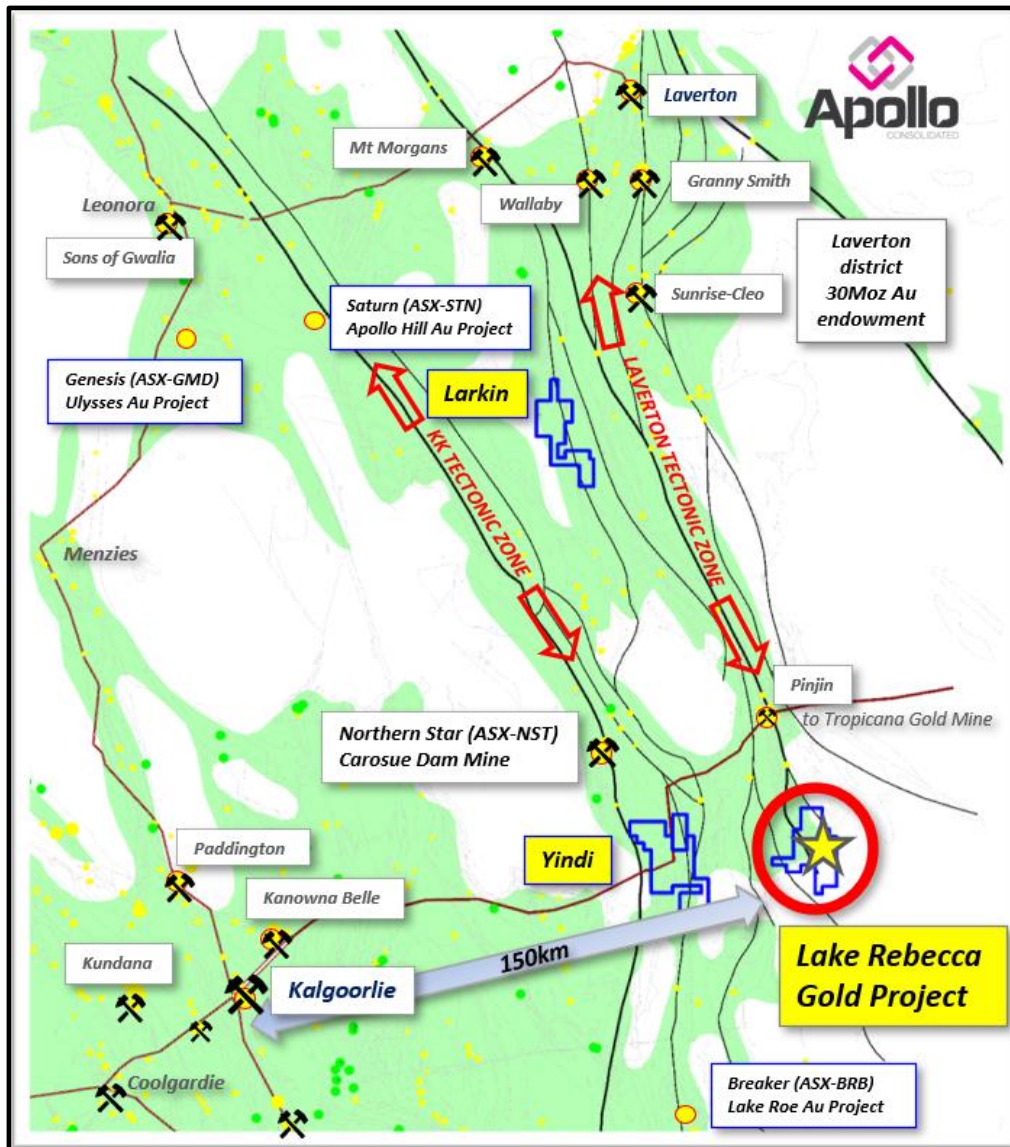 Apollo
CONSOLIDATED
Laverton
Mt Morgans
Wallaby
Granny Smith
Leonora
Sons of Gwalia
Laverton
district
30Moz Au
endowment
Sunrise-Cleo
Saturn (ASX-STN)
Apollo Hill Au Project
Genesis (ASX-GMD)
Ulysses Au Project
Larkin
KK TECTONIC ZONE
LAVERTON TECTONIC ZONE
Menzies
Pinjin
to Tropicana Gold Mine
Northern Star (ASX-NST)
Carosue Dam Mine
Paddington
Yindi
Kanowna Belle
Kundana
150km
Kalgoorlie
Lake Rebecca
Gold Project
Coolgardie
Breaker (ASX-BRB)
Lake Roe Au Project